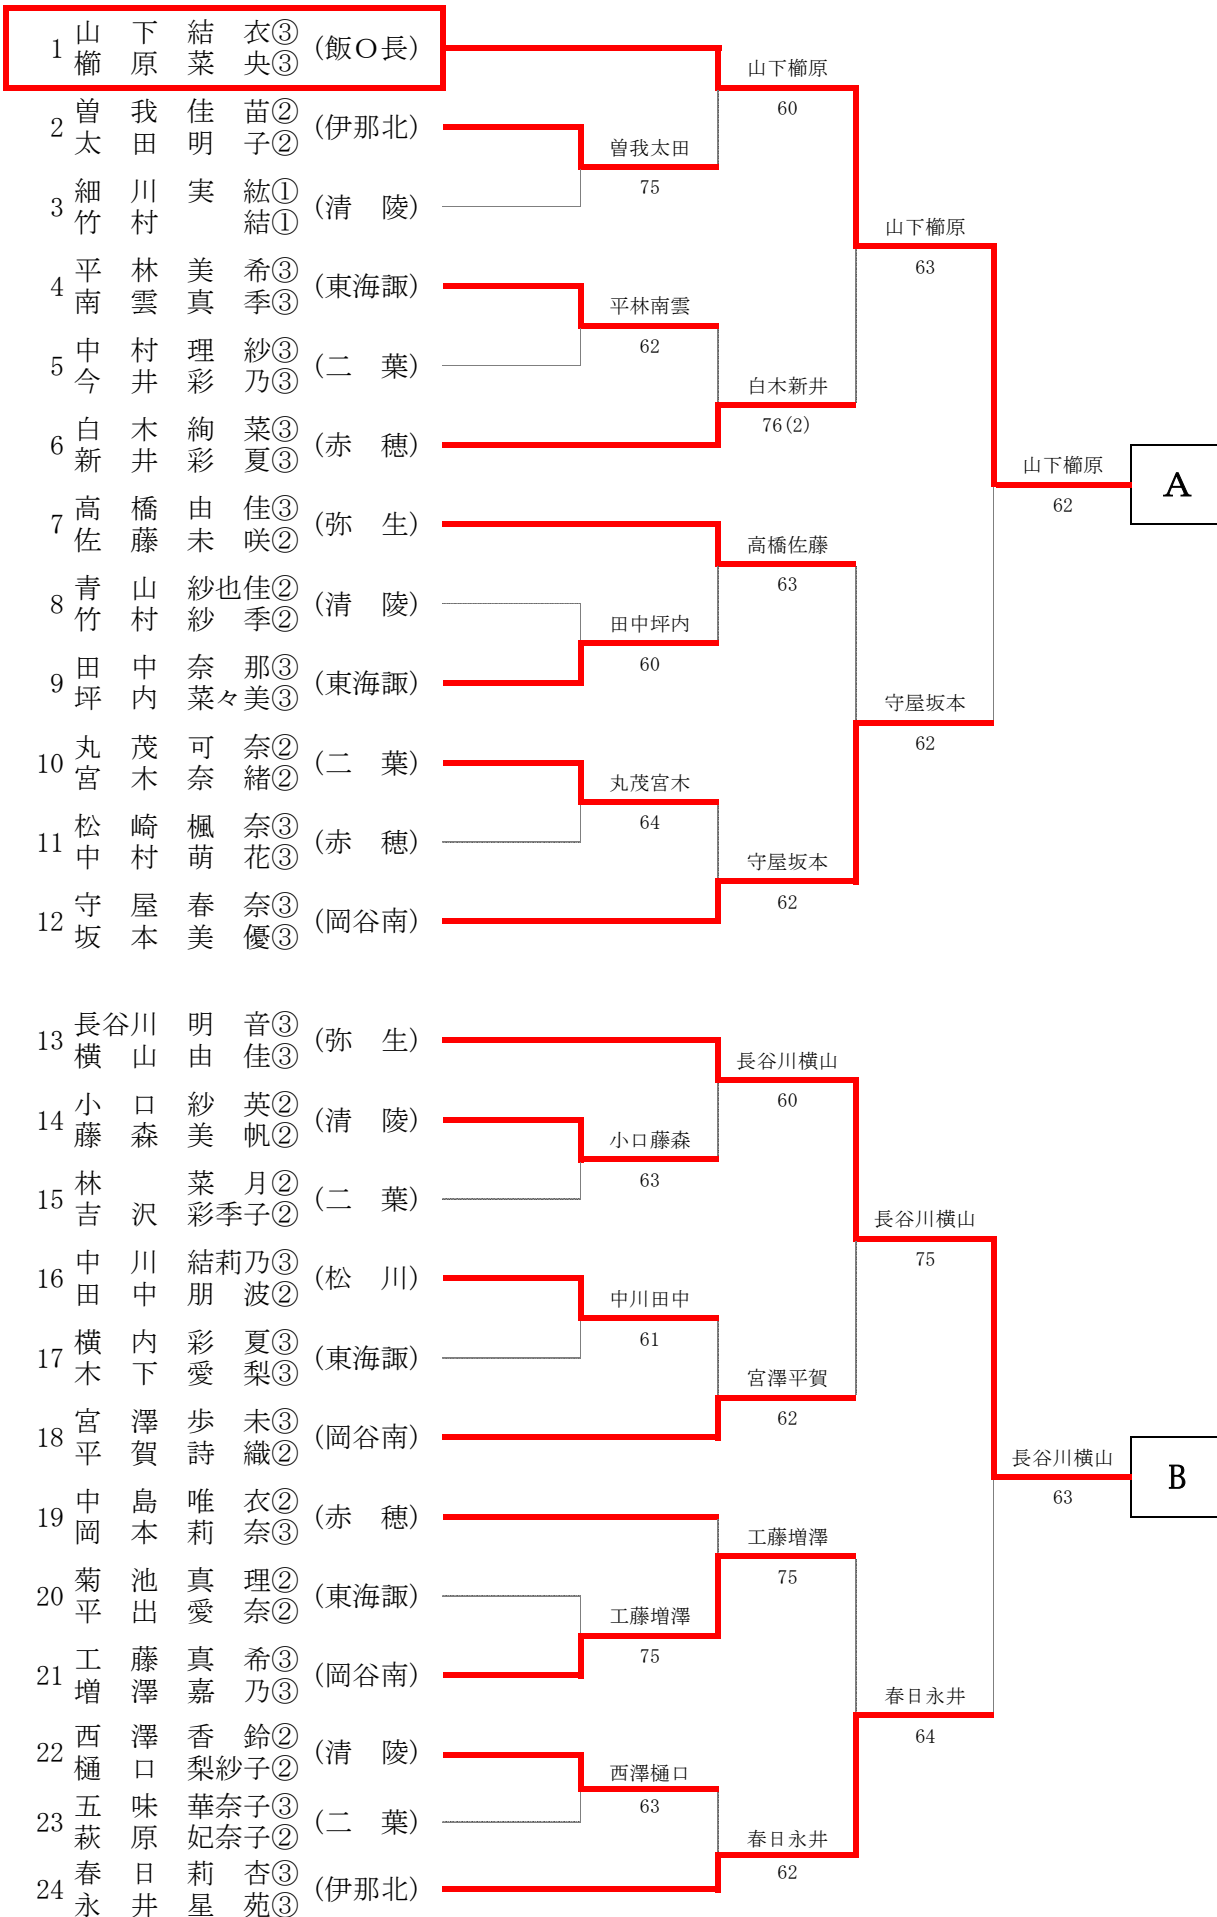 山 下 結 衣③
1 (飯O長)
櫛 原 菜 央③
山下櫛原
60
曽 我 佳 苗②
2 (伊那北)
太 田 明 子②
曽我太田
75
細 川 実 紘①
3 (清 陵)
竹 村 結①
山下櫛原
63
平 林 美 希③
4 (東海諏)
南 雲 真 季③
平林南雲
62
中 村 理 紗③
5 (二 葉)
今 井 彩 乃③
白木新井
76(2)
白 木 絢 菜③
6 (赤 穂)
新 井 彩 夏③
山下櫛原
62
A
高 橋 由 佳③
7 (弥 生)
佐 藤 未 咲②
高橋佐藤
63
青 山 紗也佳②
8 (清 陵)
竹 村 紗 季②
田中坪内
60
田 中 奈 那③
9 (東海諏)
坪 内 菜々美③
守屋坂本
62
丸 茂 可 奈②
10 (二 葉)
宮 木 奈 緒②
丸茂宮木
64
松 崎 楓 奈③
11 (赤 穂)
中 村 萌 花③
守屋坂本
62
守 屋 春 奈③
12 (岡谷南)
坂 本 美 優③
長谷川 明 音③
13 (弥 生)
横 山 由 佳③
長谷川横山
60
小 口 紗 英②
14 (清 陵)
藤 森 美 帆②
小口藤森
63
林 菜 月②
15 (二 葉)
吉 沢 彩季子②
長谷川横山
75
中 川 結莉乃③
16 (松 川)
田 中 朋 波②
中川田中
61
横 内 彩 夏③
17 (東海諏)
木 下 愛 梨③
宮澤平賀
62
宮 澤 歩 未③
18 (岡谷南)
平 賀 詩 織②
長谷川横山
63
B
中 島 唯 衣②
19 (赤 穂)
岡 本 莉 奈③
工藤増澤
75
菊 池 真 理②
20 (東海諏)
平 出 愛 奈②
工藤増澤
75
工 藤 真 希③
21 (岡谷南)
増 澤 嘉 乃③
春日永井
64
西 澤 香 鈴②
22 (清 陵)
樋 口 梨紗子②
西澤樋口
63
五 味 華奈子③
23 (二 葉)
萩 原 妃奈子②
春日永井
62
春 日 莉 杏③
24 (伊那北)
永 井 星 苑③